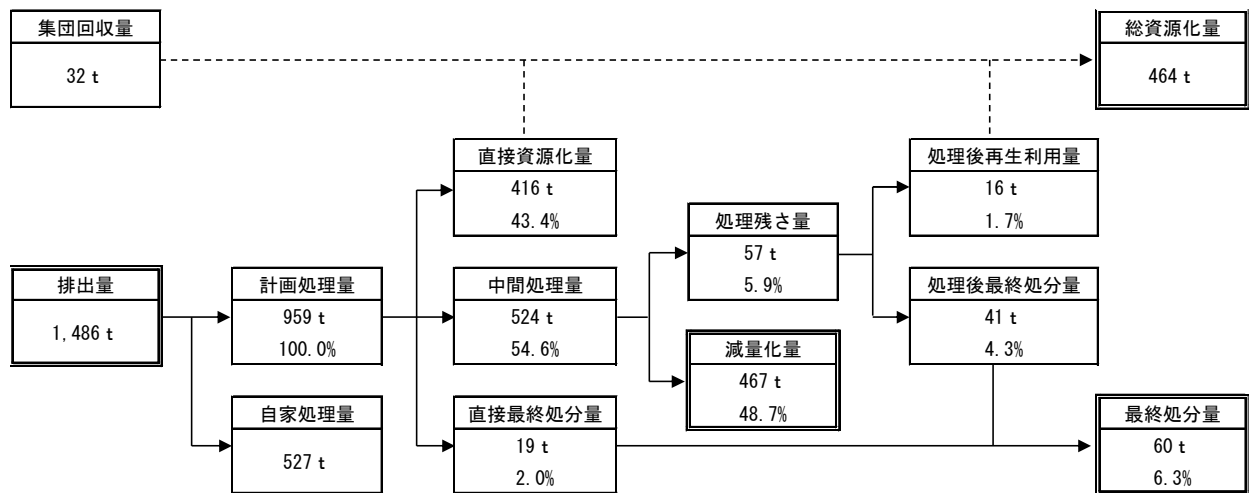 集団回収量
32 t
総資源化量
464 t
直接資源化量
416 t
43.4%
処理後再生利用量
16 t
1.7%
処理残さ量
57 t
5.9%
排出量
1,486 t
計画処理量
959 t
100.0%
中間処理量
524 t
54.6%
処理後最終処分量
41 t
4.3%
減量化量
467 t
48.7%
自家処理量
527 t
直接最終処分量
19 t
2.0%
最終処分量
60 t
6.3%